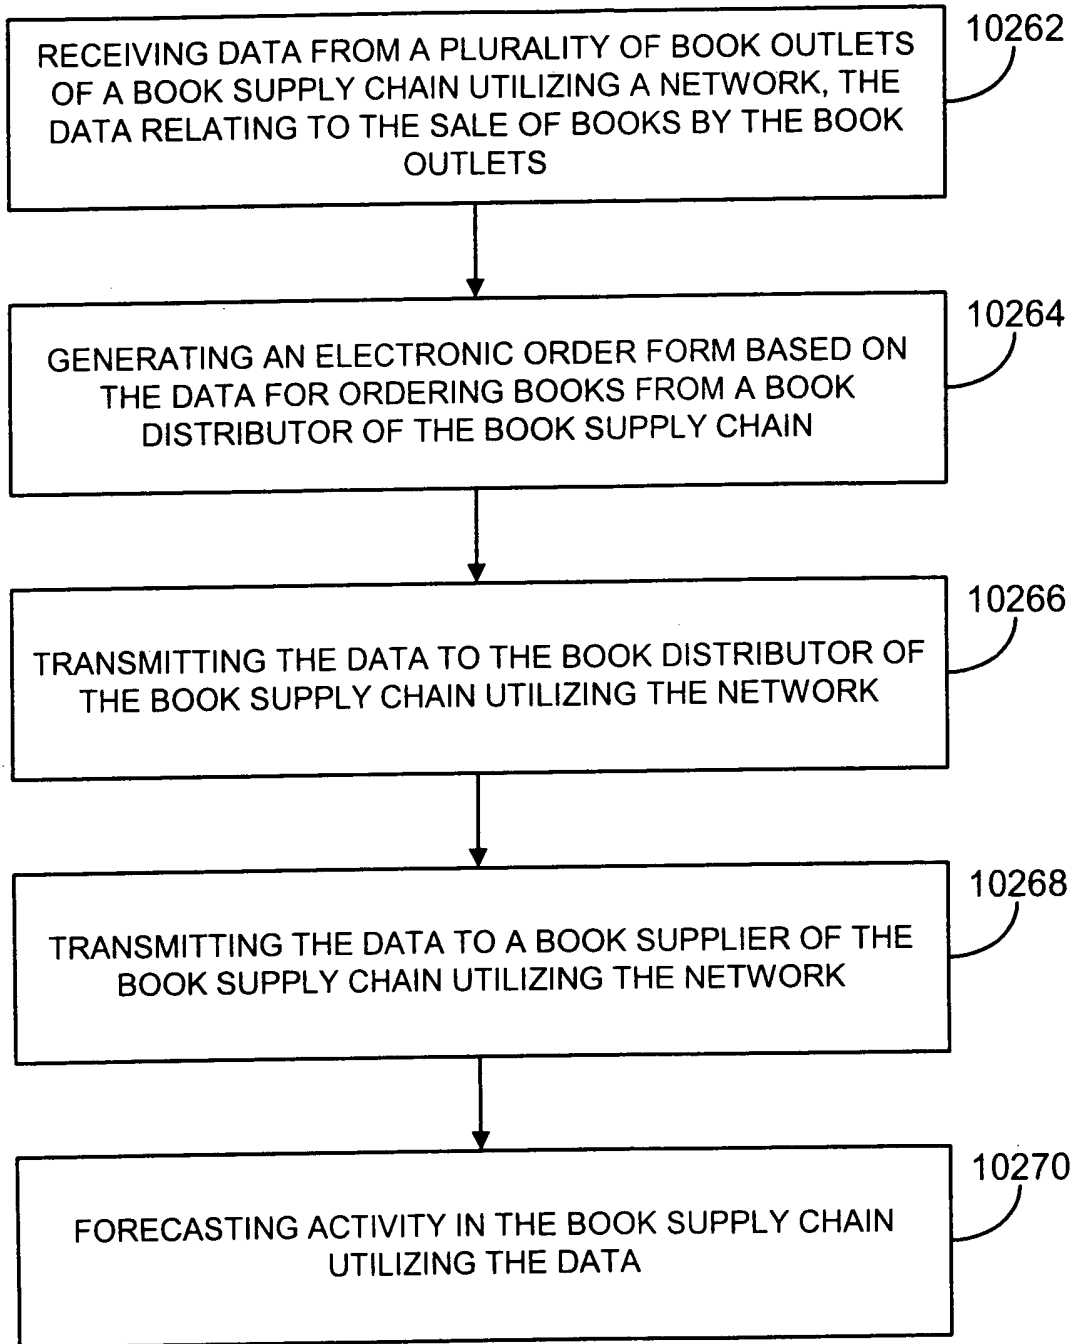 10262
RECEIVING DATA FROM A PLURALITY OF BOOK OUTLETS
OF A BOOK SUPPLY CHAIN UTILIZING A NETWORK, THE
DATA RELATING TO THE SALE OF BOOKS BY THE BOOK
OUTLETS
10264
GENERATING AN ELECTRONIC ORDER FORM BASED ON
THE DATA FOR ORDERING BOOKS FROM A BOOK
DISTRIBUTOR OF THE BOOK SUPPLY CHAIN
10266
TRANSMITTING THE DATA TO THE BOOK DISTRIBUTOR OF
THE BOOK SUPPLY CHAIN UTILIZING THE NETWORK
10268
TRANSMITTING THE DATA TO A BOOK SUPPLIER OF THE
BOOK SUPPLY CHAIN UTILIZING THE NETWORK
10270
FORECASTING ACTIVITY IN THE BOOK SUPPLY CHAIN
UTILIZING THE DATA